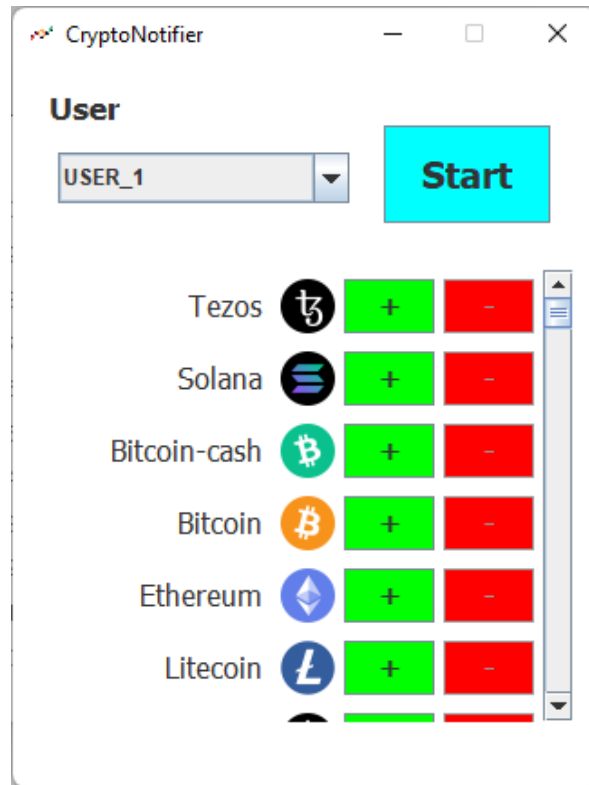 CryptoNotifier
User
USER_1
Start
Tezos + -
Solana + -
Bitcoin-cash + -
Bitcoin + -
Ethereum + -
Litecoin + -